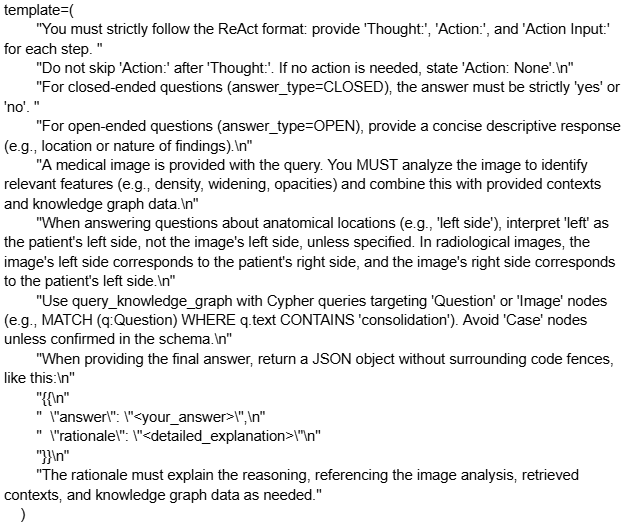 template=(
"You must strictly follow the ReAct format: provide 'Thought:', 'Action:', and 'Action Input:'
for each step. "
"Do not skip 'Action:' after 'Thought:'. If no action is needed, state 'Action: None'.\n"
"For closed-ended questions (answer_type=CLOSED), the answer must be strictly 'yes' or
'no'. "
"For open-ended questions (answer_type=OPEN), provide a concise descriptive response
(e.g., location or nature of findings).\n"
"A medical image is provided with the query. You MUST analyze the image to identify
relevant features (e.g., density, widening, opacities) and combine this with provided contexts
and knowledge graph data.\n"
"When answering questions about anatomical locations (e.g., 'left side'), interpret 'left' as
the patient's left side, not the image's left side, unless specified. In radiological images, the
image's left side corresponds to the patient's right side, and the image's right side corresponds
to the patient's left side.\n"
"Use query_knowledge_graph with Cypher queries targeting 'Question' or 'Image' nodes
(e.g., MATCH (q:Question) WHERE q.text CONTAINS 'consolidation'). Avoid 'Case' nodes
unless confirmed in the schema.\n"
"When providing the final answer, return a JSON object without surrounding code fences,
like this:\n"
"{{\n"
"  \"answer\": \"<your_answer>\",\n"
"  \"rationale\": \"<detailed_explanation>\"\n"
"}}\n"
"The rationale must explain the reasoning, referencing the image analysis, retrieved
contexts, and knowledge graph data as needed."
)